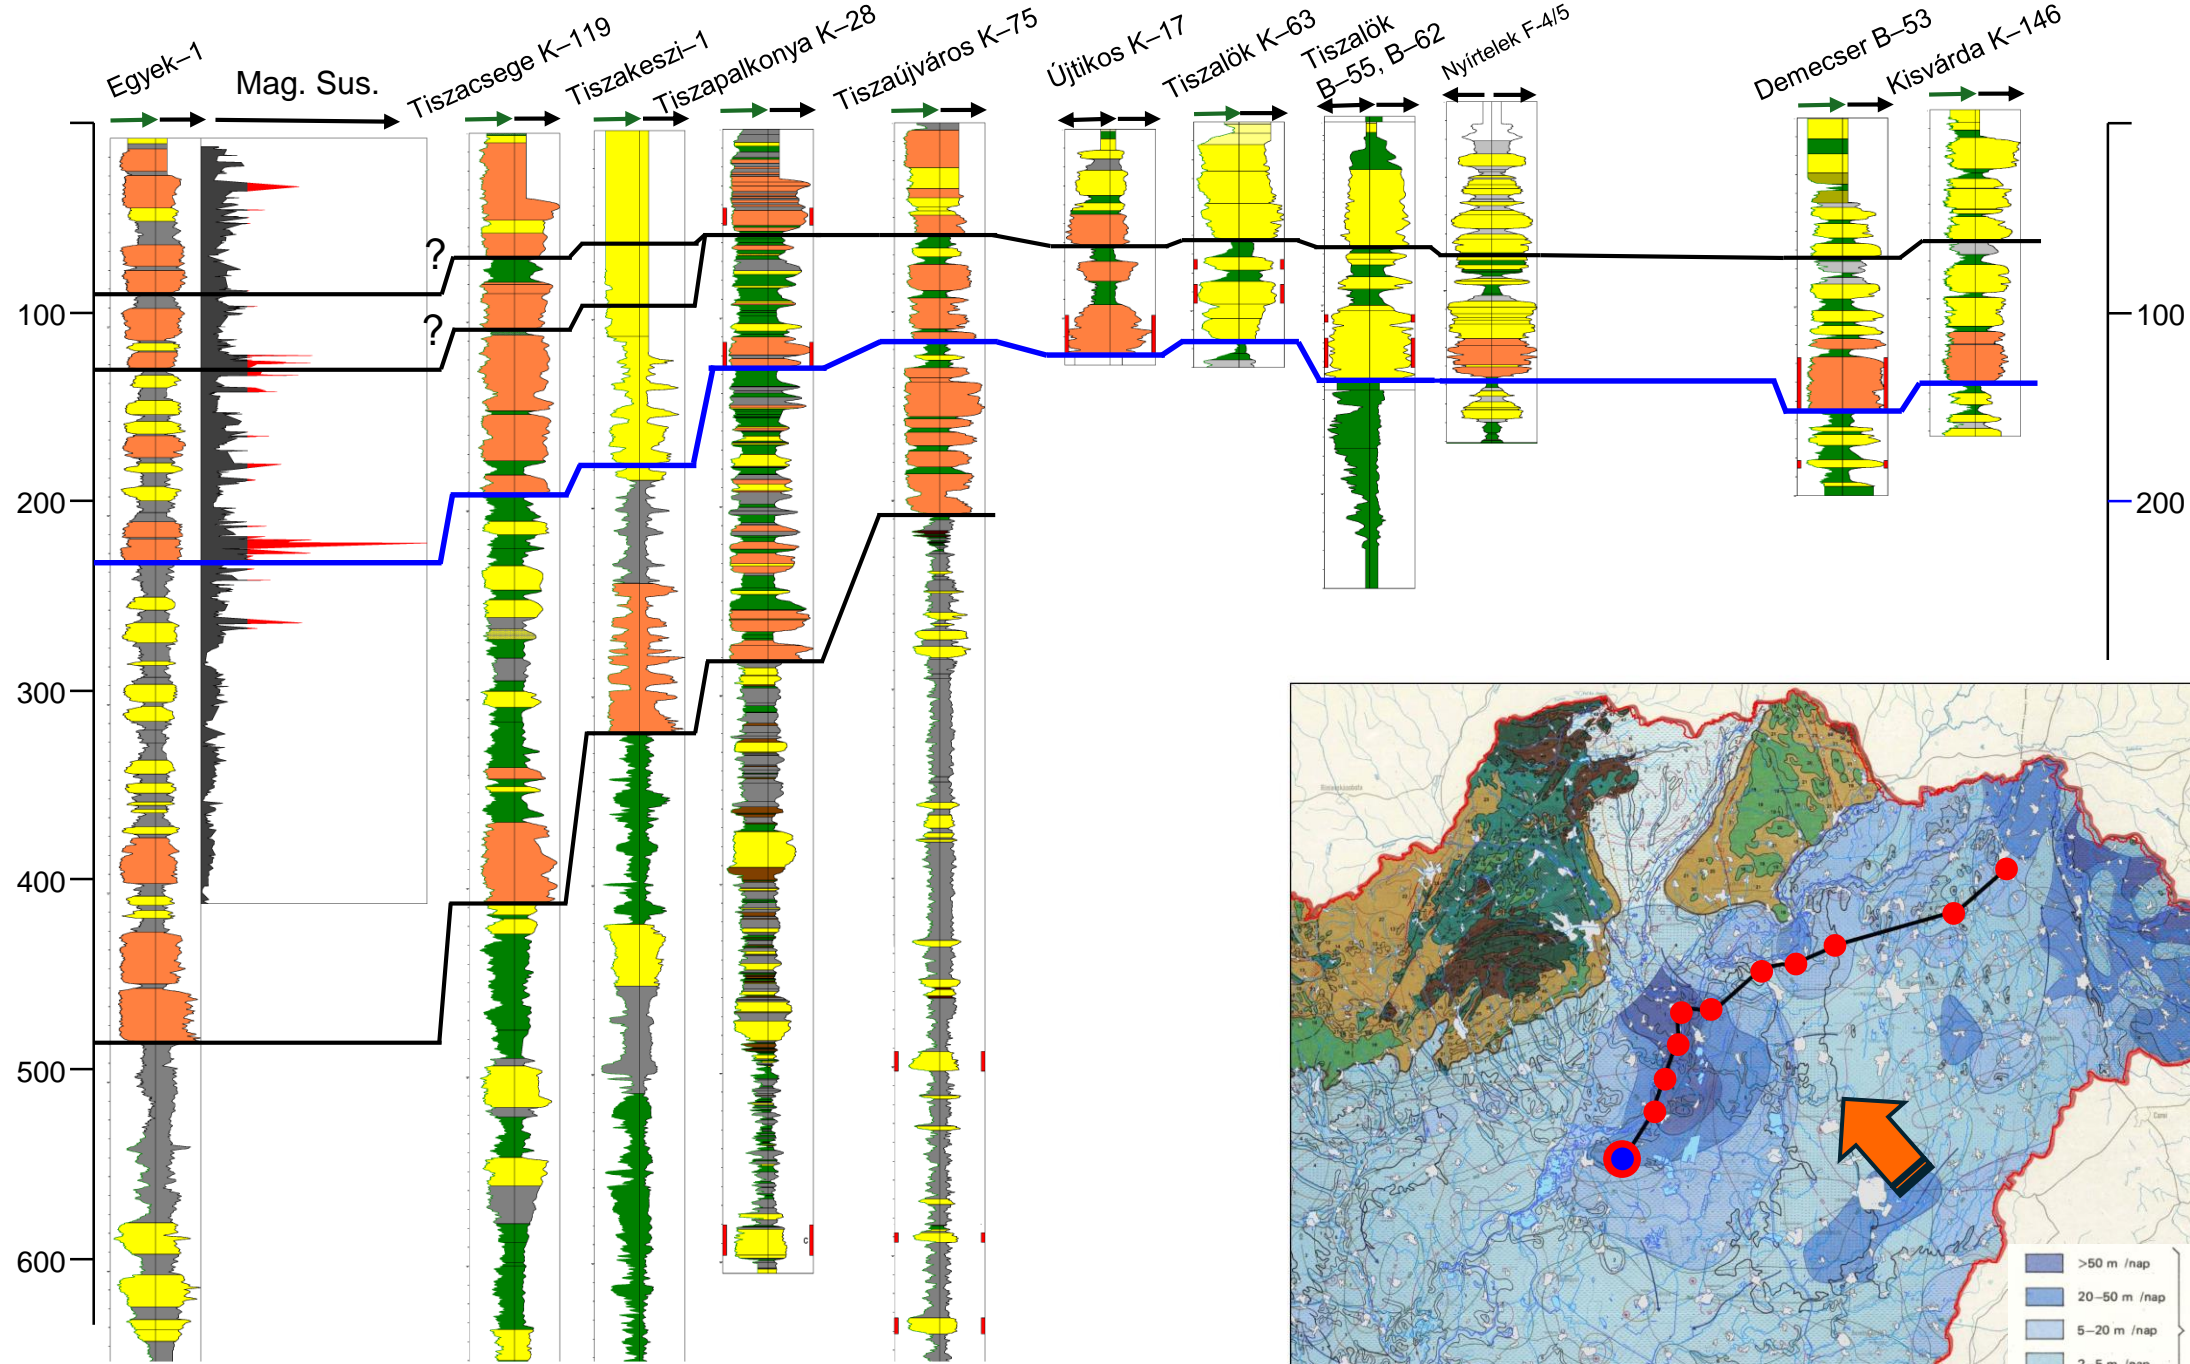 Egyek–1
Mag. Sus.
Tiszacsege K–119
Tiszakeszi–1
Tiszapalkonya K–28
Tiszaújváros K–75
Újtikos K–17
Tiszalök K–63
Tiszalök
B–55, B–62
Nyírtelek F-4/5
Demecser B–53
Kisvárda K–146
?
?
100
200
300
400
500
600
100
200
c
>50 m /nap
20–50 m /nap
5–20 m /nap